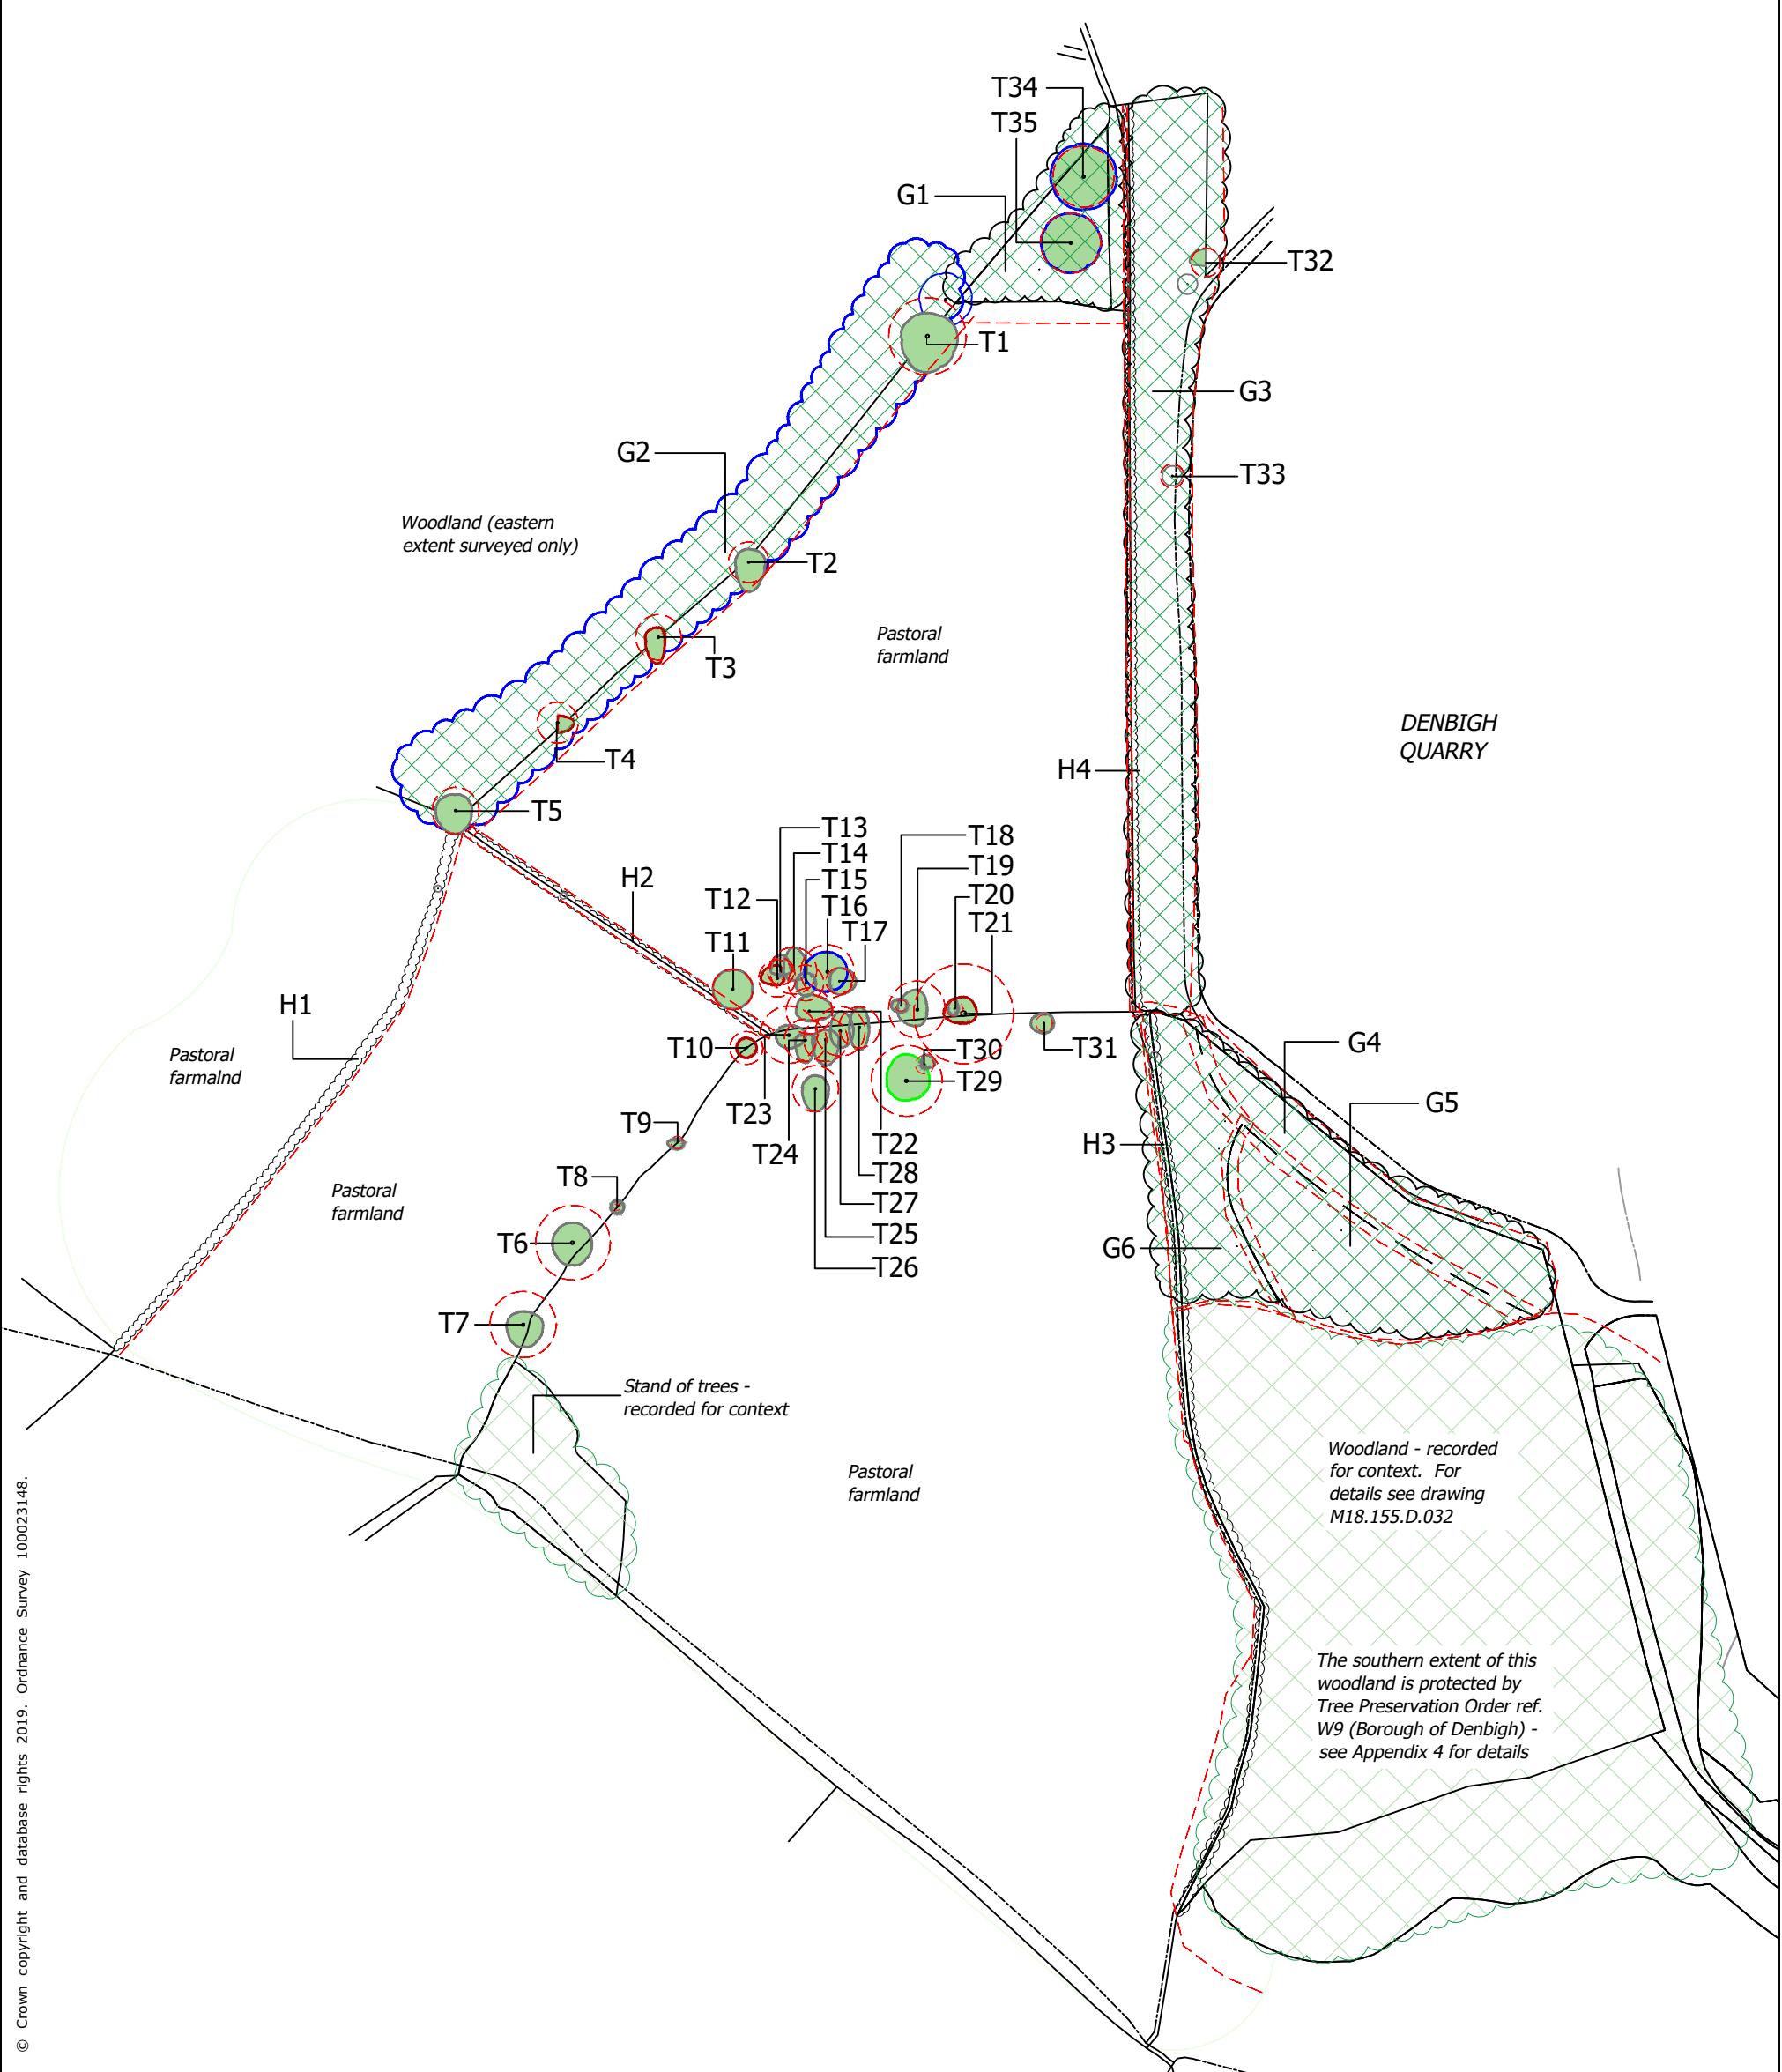 T34
T35
G1
T32
T1
G3
G2
T33
Woodland (eastern
extent surveyed only)
T2
Pastoral
farmland
T3
DENBIGH
QUARRY
T4
H4
T5
T13
T14
T15
T16
T17
T18
T19
T20
T21
H2
T12
T11
H1
T10
T30
T31
T29
G4
Pastoral
farmalnd
G5
T23
T9
T24
T22
H3
T28
T8
Pastoral
farmland
T27
T25
T6
G6
T26
T7
Stand of trees -
recorded for context
Woodland - recorded
for context. For
details see drawing
M18.155.D.032
Pastoral
farmland
The southern extent of this
woodland is protected by
Tree Preservation Order ref.
W9 (Borough of Denbigh) -
see Appendix 4 for details
© Crown copyright and database rights 2019. Ordnance Survey 100023148.